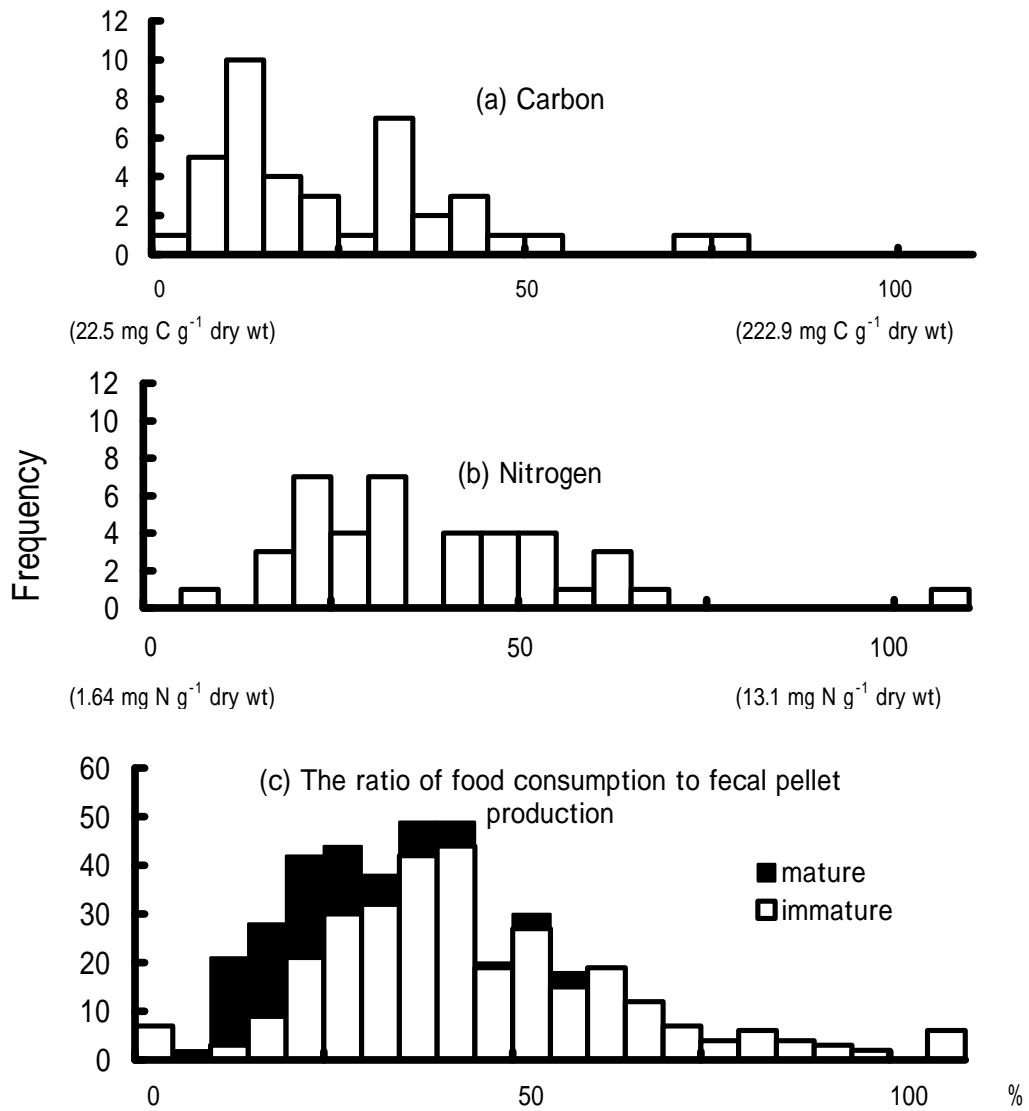 12
10
8
6
4
2
0
(a) Carbon
0 50 100
(22.5 mg C g⁻¹ dry wt) (222.9 mg C g⁻¹ dry wt)
Frequency
12
10
8
6
4
2
0
(b) Nitrogen
0 50 100
(1.64 mg N g⁻¹ dry wt) (13.1 mg N g⁻¹ dry wt)
60
50
40
30
20
10
0
(c) The ratio of food consumption to fecal pellet
production
mature
immature
0 50 100 %